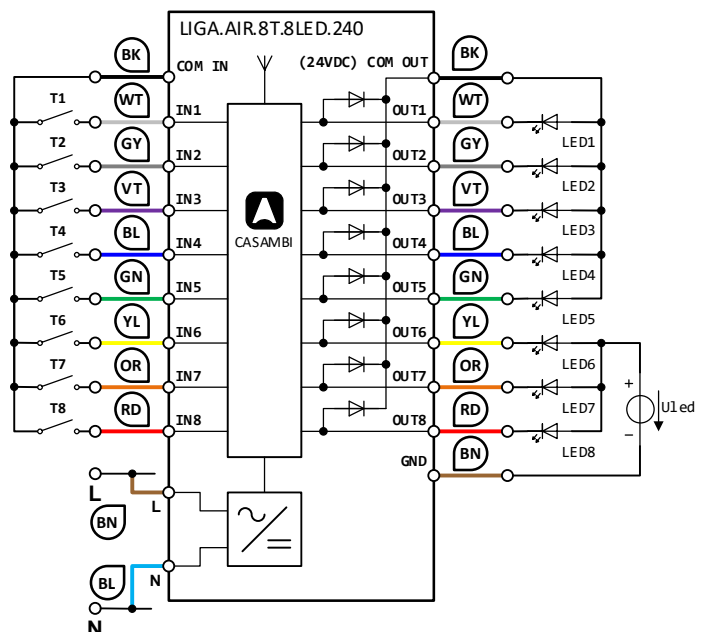 LIGA.AIR.8T.8LED.240
BK COM IN (24VDC) COM OUT BK
T1 WT IN1 OUT1 WT LED1
T2 GY IN2 OUT2 GY LED2
T3 VT IN3 OUT3 VT LED3
T4 BL IN4 CASAMBI OUT4 BL LED4
T5 GN IN5 OUT5 GN LED5
T6 YL IN6 OUT6 YL LED6
T7 OR IN7 OUT7 OR LED7
T8 RD IN8 OUT8 RD LED8
+ Uled
−
GND BN
L BN L
N BL N